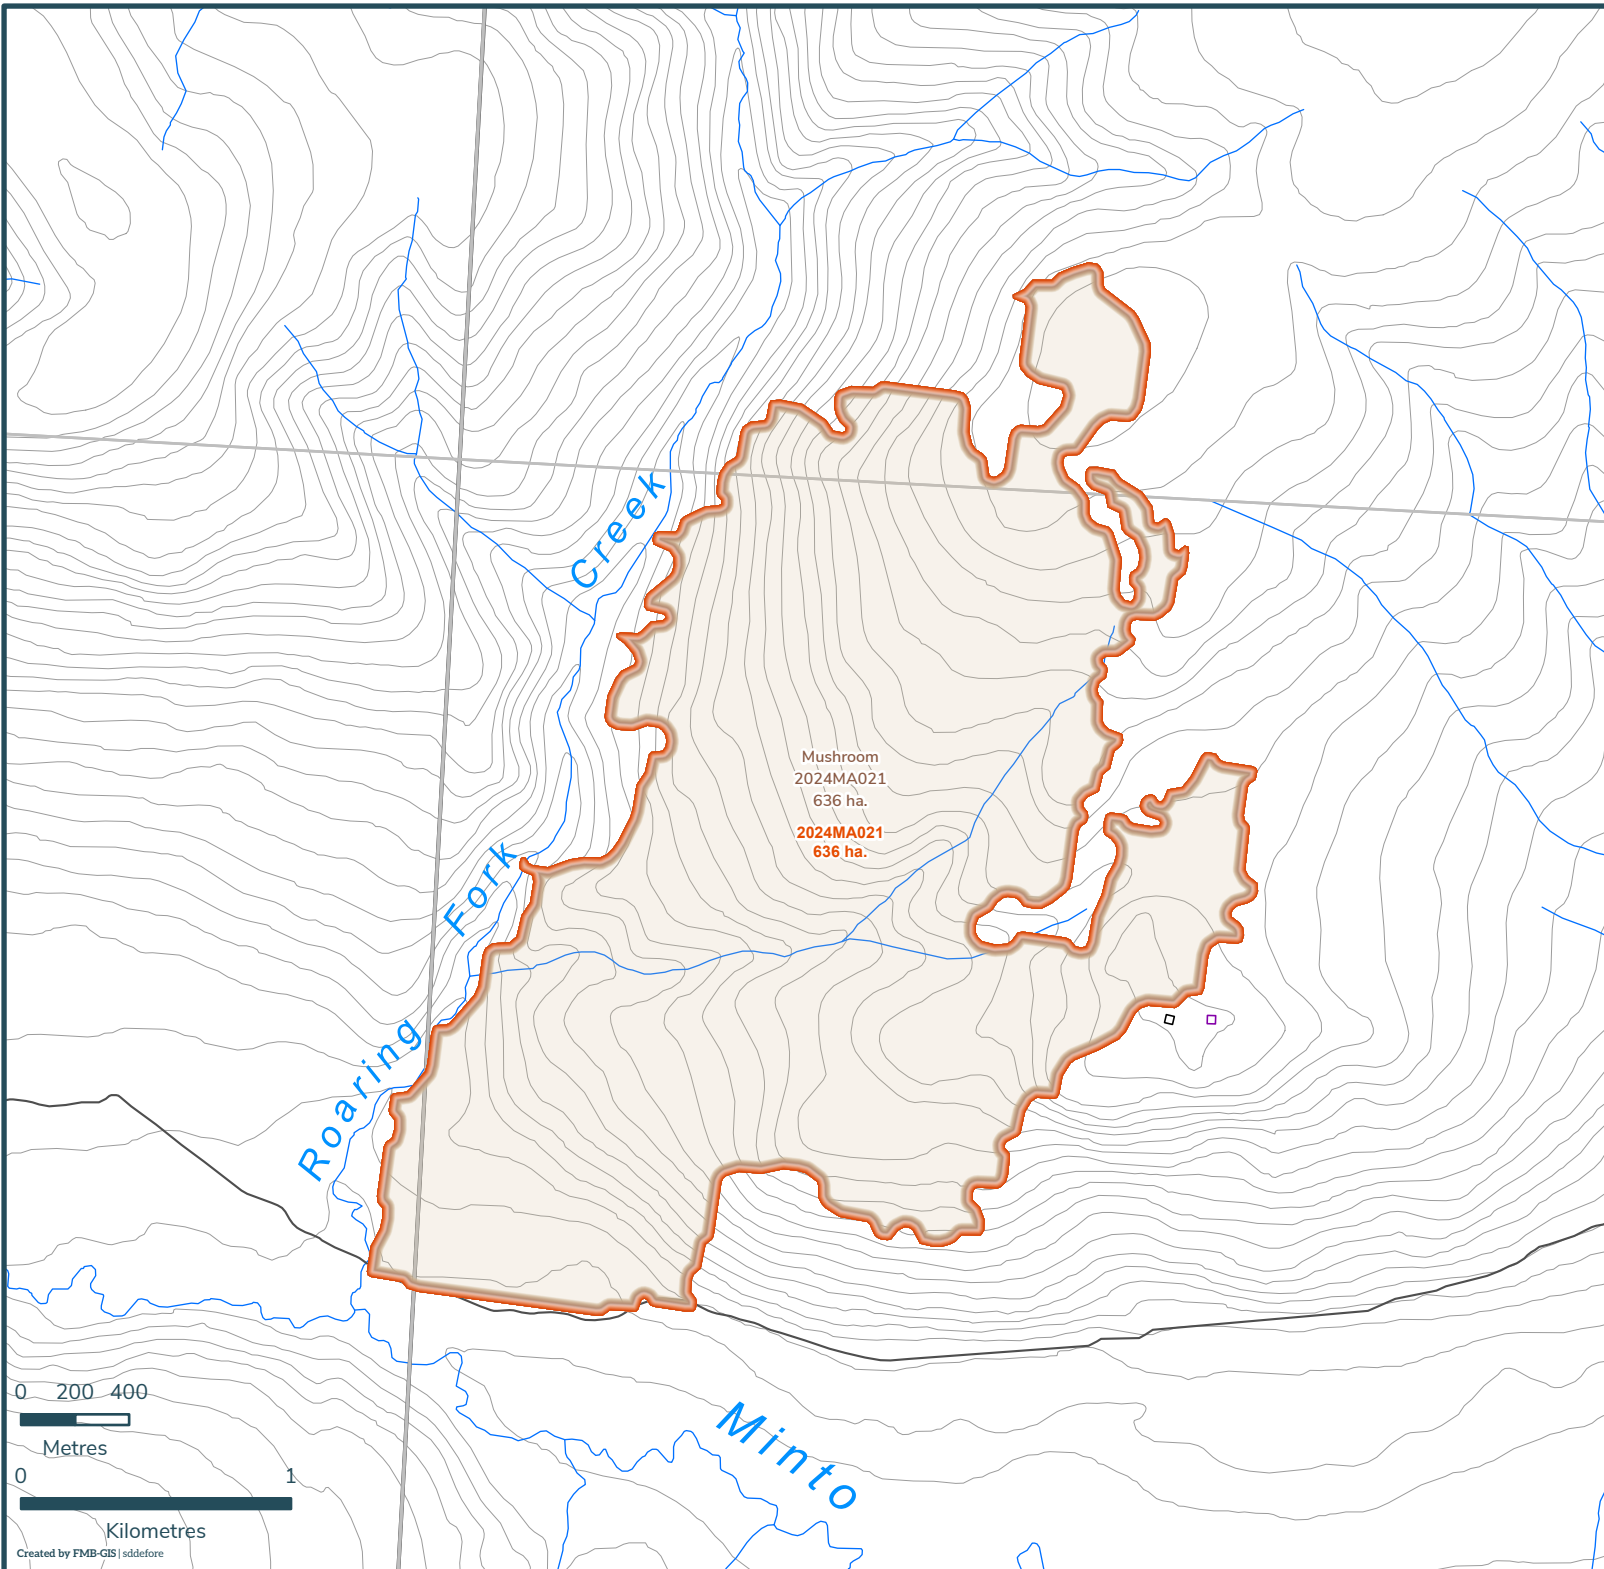 Creek
Mushroom
2024MA021
636 ha.
2024MA021
636 ha.
Fork
Roaring
0 200 400
Metres
0 1
Kilometres
Minto
Created by FMB-GIS | sddefore